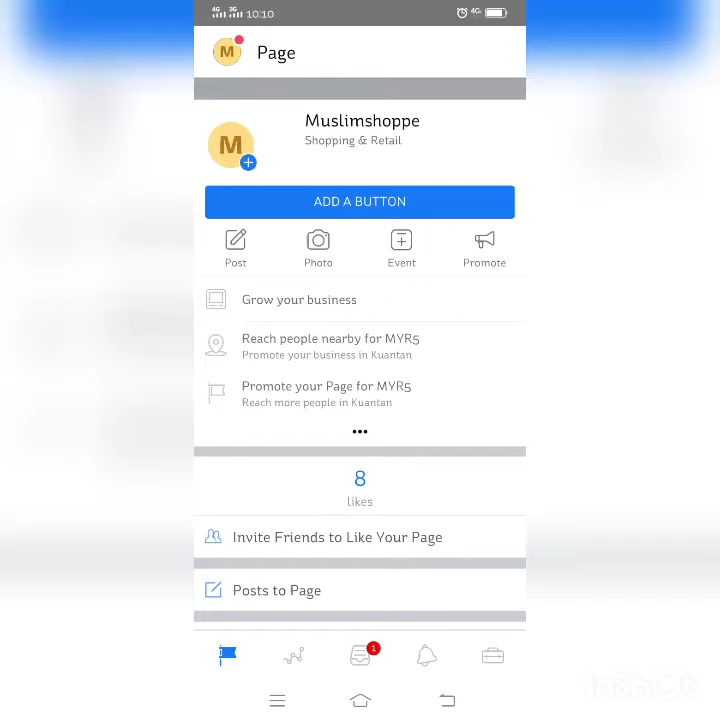 4G 3G 10:10 4G
M Page
Muslimshoppe
Shopping & Retail
M
ADD A BUTTON
Post Photo Event Promote
Grow your business
Reach people nearby for MYR5
Promote your business in Kuantan
Promote your Page for MYR5
Reach more people in Kuantan
8
likes
Invite Friends to Like Your Page
Posts to Page
1